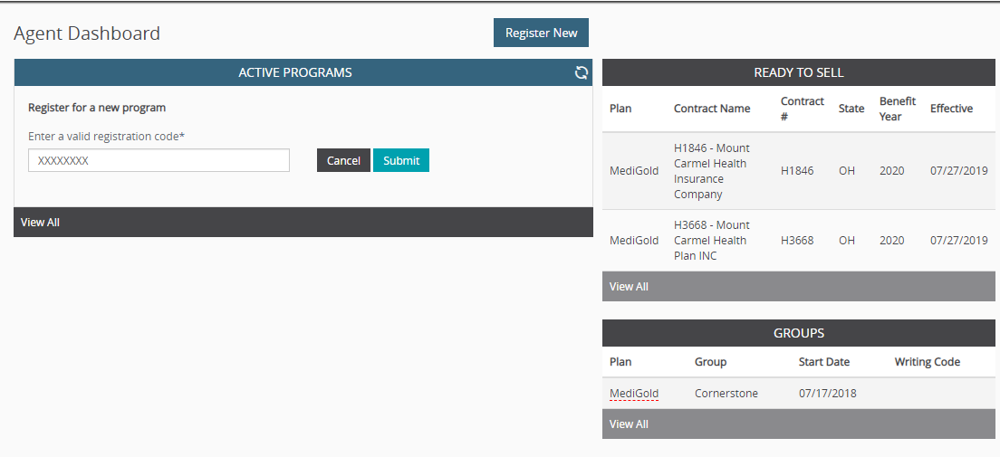 Agent Dashboard
Register New
ACTIVE PROGRAMS
Register for a new program
Enter a valid registration code*
XXXXXXXX
Cancel
Submit
View All
READY TO SELL
Plan Contract Name Contract # State Benefit Year Effective
MediGold H1846 - Mount Carmel Health Insurance Company H1846 OH 2020 07/27/2019
MediGold H3668 - Mount Carmel Health Plan INC H3668 OH 2020 07/27/2019
View All
GROUPS
Plan Group Start Date Writing Code
MediGold Cornerstone 07/17/2018
View All